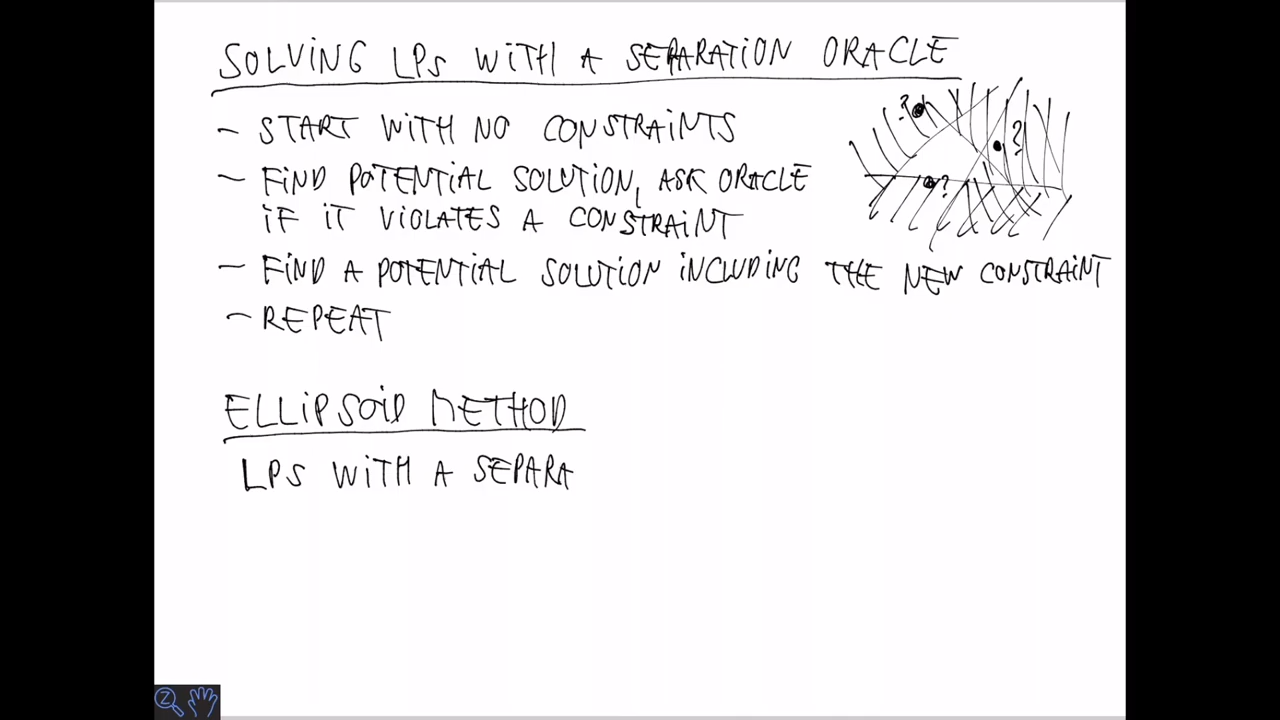 SOLVING LPs WITH A SEPARATION ORACLE
- START WITH NO CONSTRAINTS
- FIND POTENTIAL SOLUTION, ASK ORACLE
IF IT VIOLATES A CONSTRAINT
- FIND A POTENTIAL SOLUTION INCLUDING THE NEW CONSTRAINT
- REPEAT
? ? ?
ELLIPSOID METHOD
LPS WITH A SEPARA
Z